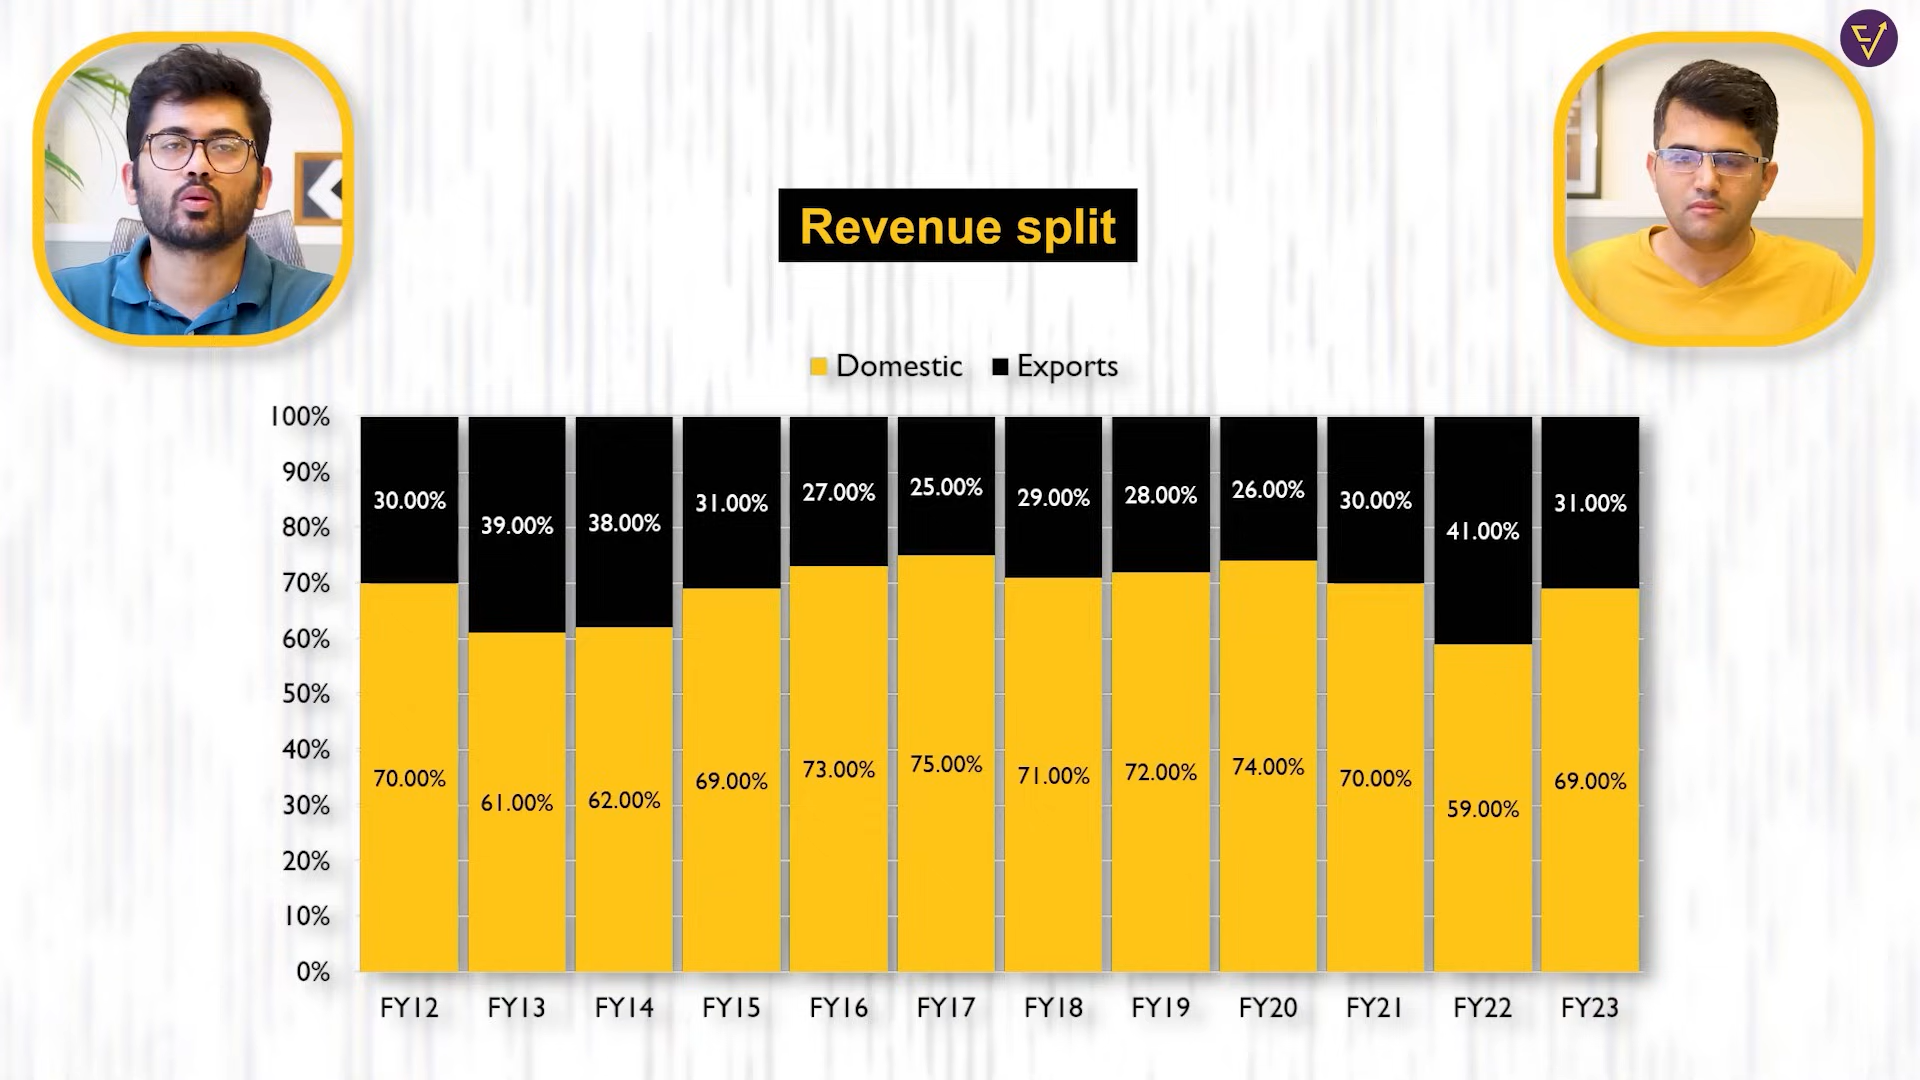 Revenue split
Domestic Exports
100%
90%
80%
70%
60%
50%
40%
30%
20%
10%
0%
30.00% 39.00% 38.00% 31.00% 27.00% 25.00% 29.00% 28.00% 26.00% 30.00% 41.00% 31.00%
70.00% 61.00% 62.00% 69.00% 73.00% 75.00% 71.00% 72.00% 74.00% 70.00% 59.00% 69.00%
FY12 FY13 FY14 FY15 FY16 FY17 FY18 FY19 FY20 FY21 FY22 FY23